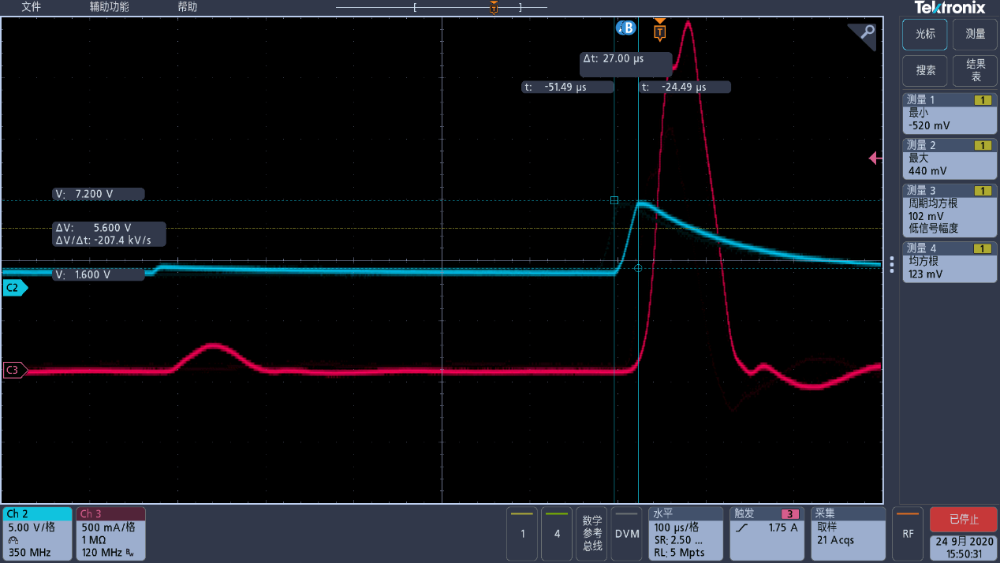 文件 辅助功能 帮助
Tektronix
[ T ]
B T
光标 测量
搜索 结果表
Δt: 27.00 μs
t: -51.49 μs t: -24.49 μs
测量 1 1
最小
-520 mV
测量 2 1
最大
440 mV
测量 3 1
周期均方根
102 mV
低信号幅度
测量 4 1
均方根
123 mV
V: 7.200 V
ΔV: 5.600 V
ΔV/Δt: -207.4 kV/s
V: 1.600 V
C2
C3
Ch 2
5.00 V/格
350 MHz
Ch 3
500 mA/格
1 MΩ
120 MHz Bw
1
4
数学
参考
总线
DVM
水平
100 μs/格
SR: 2.50 ...
RL: 5 Mpts
触发 3
1.75 A
采集
取样
21 Acqs
RF
已停止
24 9月 2020
15:50:31